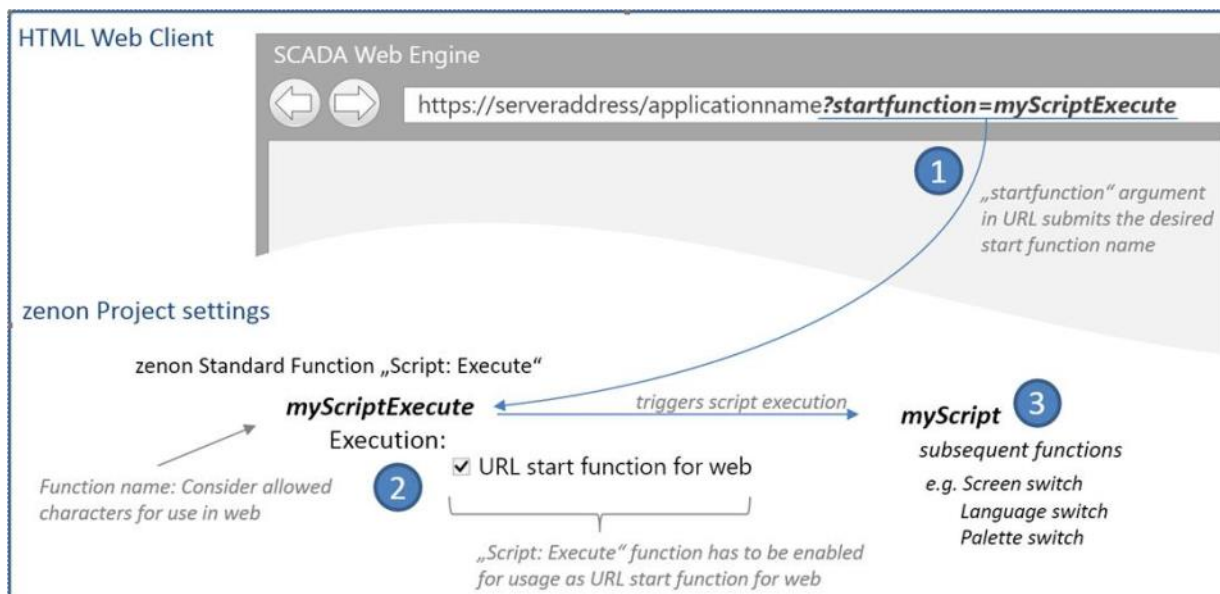 HTML Web Client
SCADA Web Engine
https://serveraddress/applicationname?startfunction=myScriptExecute
1
„startfunction“ argument
in URL submits the desired
start function name
zenon Project settings
zenon Standard Function „Script: Execute“
myScriptExecute
triggers script execution
myScript
3
Execution:
subsequent functions
2
URL start function for web
e.g. Screen switch
Language switch
Palette switch
Function name: Consider allowed
characters for use in web
„Script: Execute“ function has to be enabled
for usage as URL start function for web